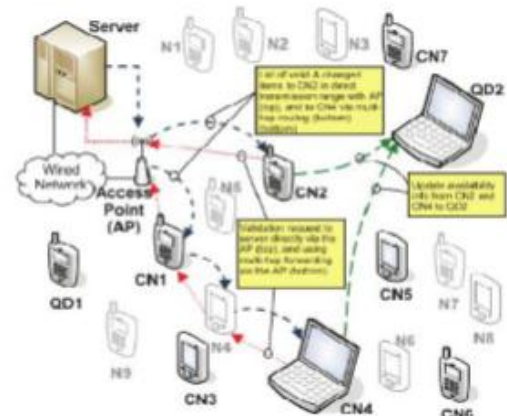 Server
N1
N2
N3
CN7
QD2
List of valid & changed
items to CN2 in direct
transmission range with AP
(top), and to CN4 via multi-
hop routing (bottom)
Wired
Network
Access
Point
(AP)
CN2
Update availability
info from CN2 and
CN4 to QD2
Validation request to
server directly via the
AP (top), and using
multi-hop forwarding
via the AP (bottom)
CN1
QD1
CN5
N7
N8
N4
N6
N9
CN3
CN4
CN6